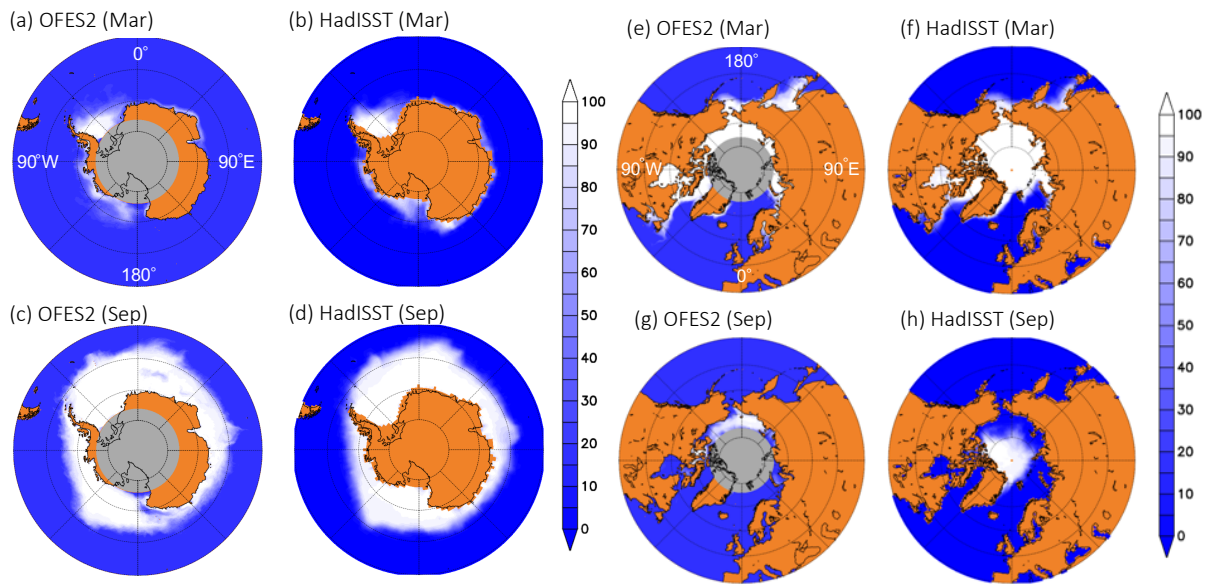 (a) OFES2 (Mar)
0°
90°W
90°E
180°
(b) HadISST (Mar)
(c) OFES2 (Sep)
(d) HadISST (Sep)
100
90
80
70
60
50
40
30
20
10
0
(e) OFES2 (Mar)
180°
90°W
90°E
0°
(f) HadISST (Mar)
(g) OFES2 (Sep)
(h) HadISST (Sep)
100
90
80
70
60
50
40
30
20
10
0